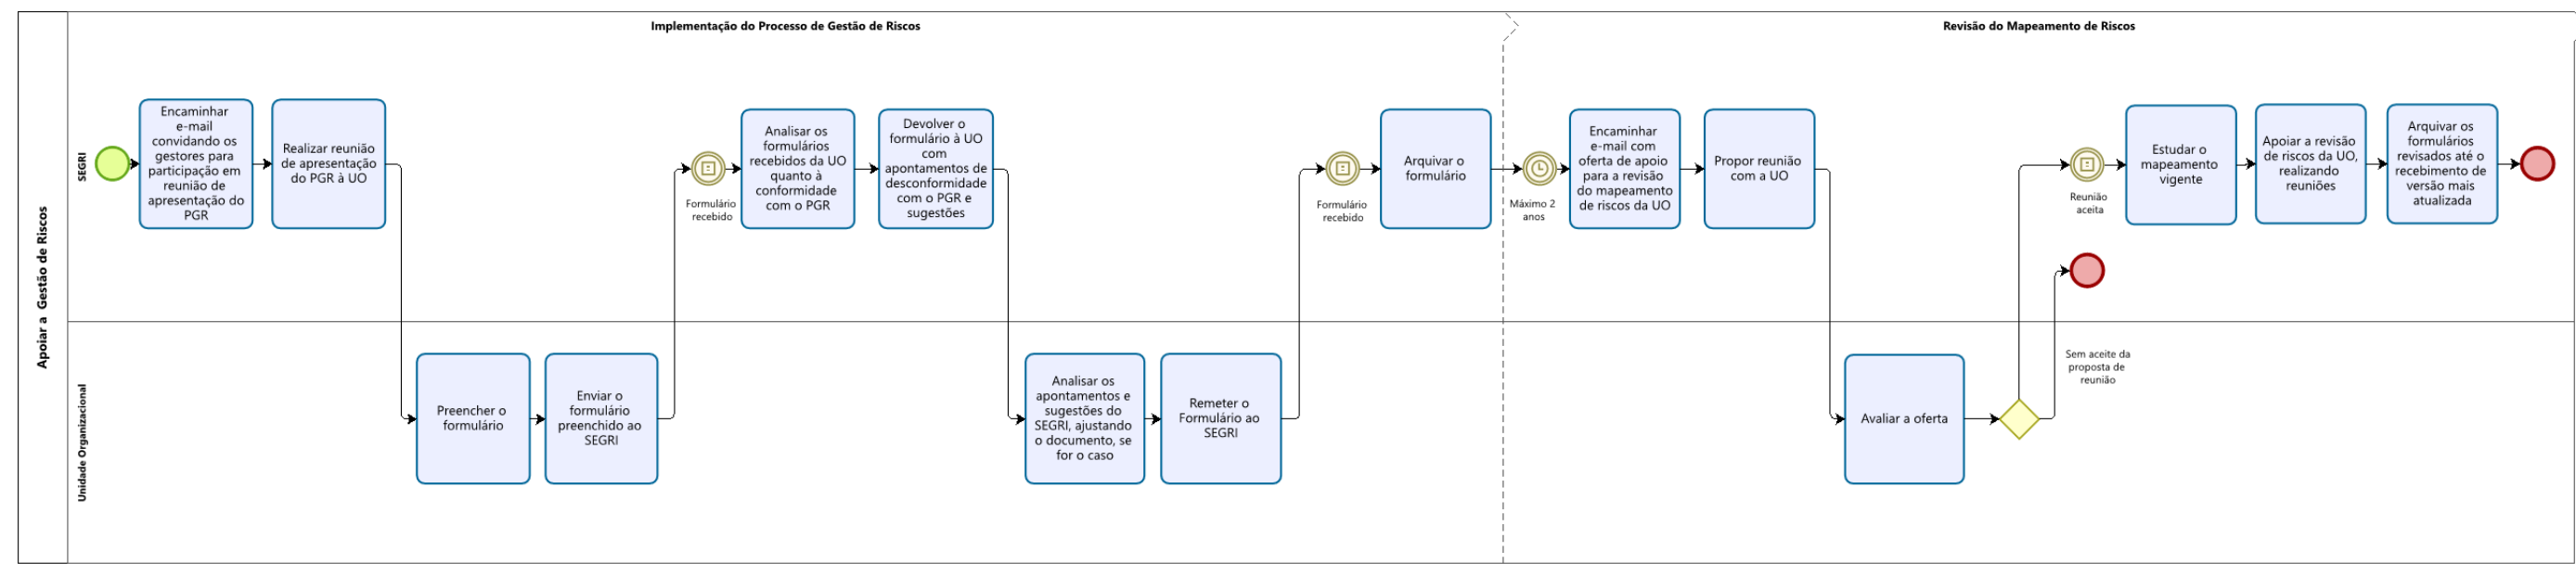 Implementação do Processo de Gestão de Riscos
Revisão do Mapeamento de Riscos
Apoiar a Gestão de Riscos
SEGRI
Encaminhar
e-mail
convidando os
gestores para
participação em
reunião de
apresentação do
PGR
Realizar reunião
de apresentação
do PGR à UO
Formulário
recebido
Analisar os
formulários
recebidos da UO
quanto à
conformidade
com o PGR
Devolver o
formulário à UO
com
apontamentos de
desconformidade
com o PGR e
sugestões
Formulário
recebido
Arquivar o
formulário
Máximo 2
anos
Encaminhar
e-mail com
oferta de apoio
para a revisão
do mapeamento
de riscos da UO
Propor reunião
com a UO
Reunião
aceita
Estudar o
mapeamento
vigente
Apoiar a revisão
de riscos da UO,
realizando
reuniões
Arquivar os
formulários
revisados até o
recebimento de
versão mais
atualizada
Unidade Organizacional
Preencher o
formulário
Enviar o
formulário
preenchido ao
SEGRI
Analisar os
apontamentos e
sugestões do
SEGRI, ajustando
o documento, se
for o caso
Remeter o
Formulário ao
SEGRI
Avaliar a oferta
Sem aceite da
proposta de
reunião